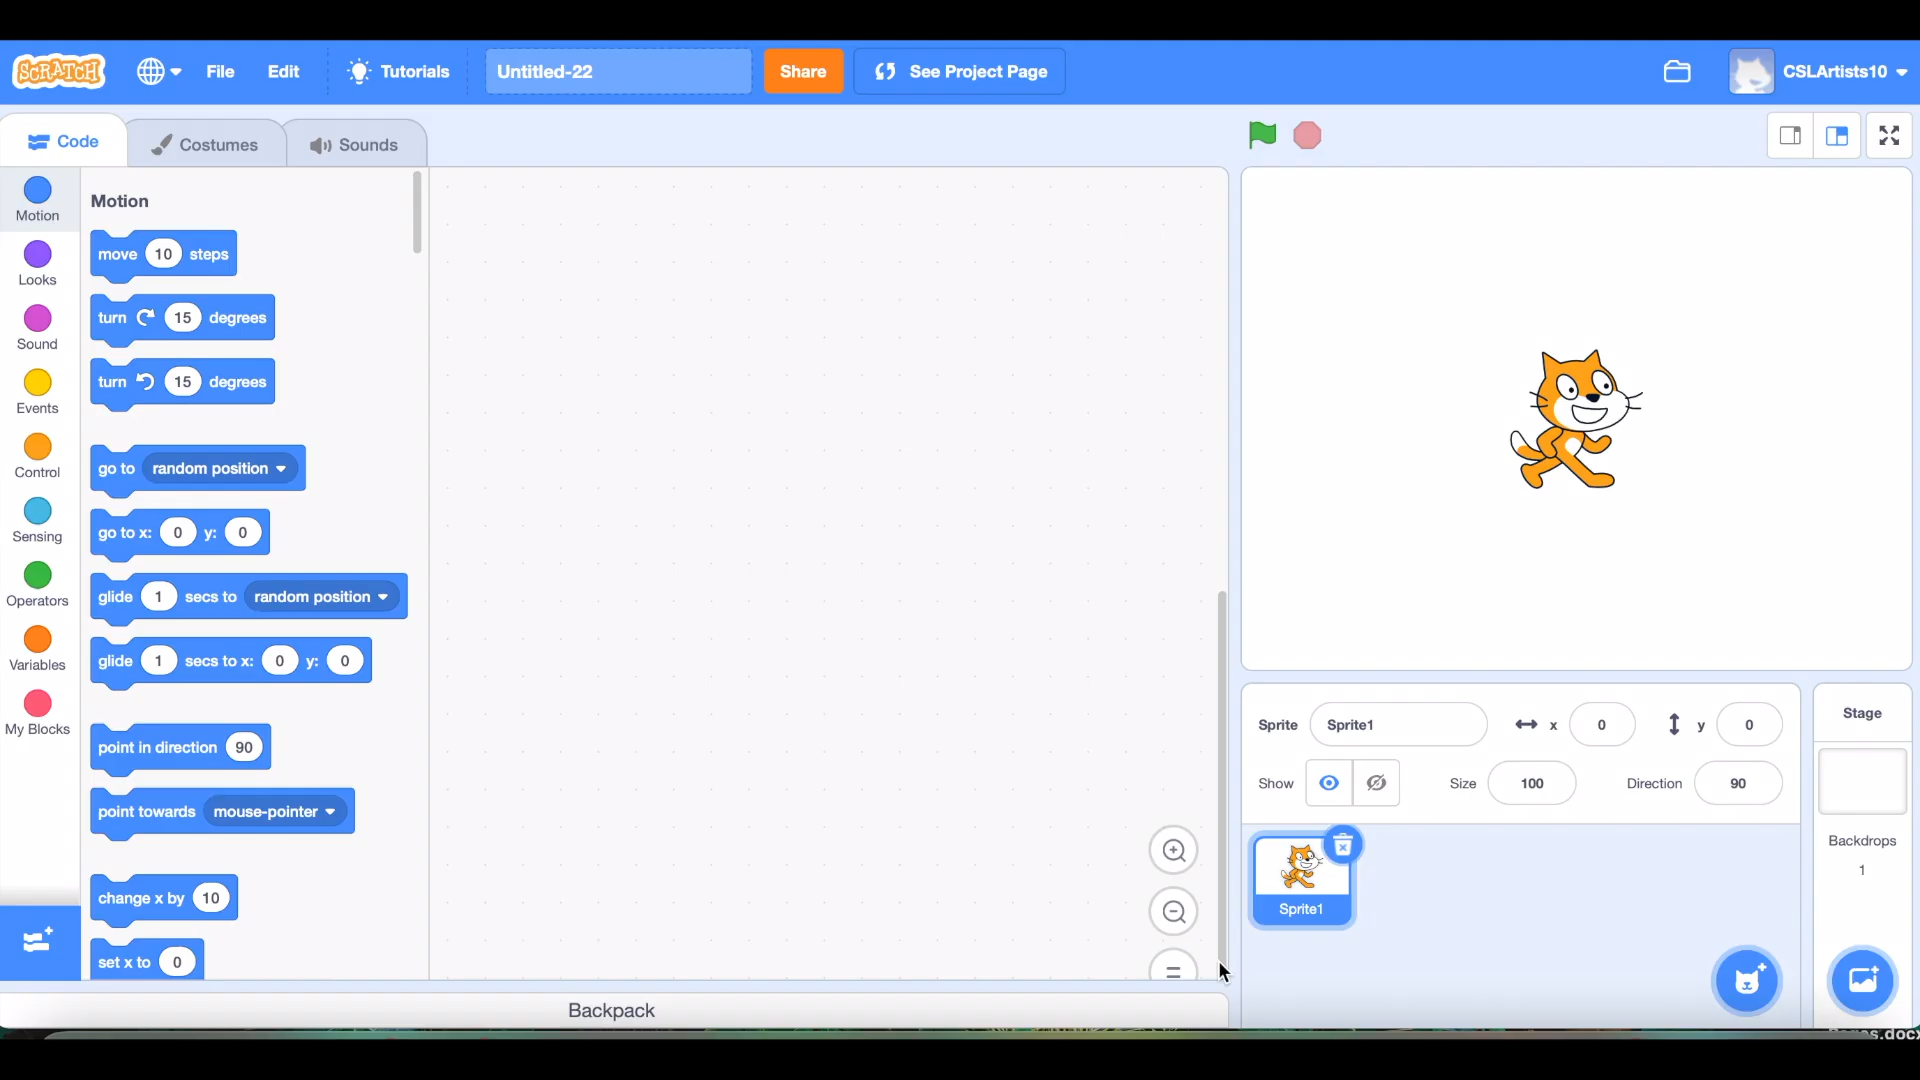 SCRATCH File Edit Tutorials Untitled-22 Share See Project Page CSLArtists10
Code Costumes Sounds
Motion
Looks
Sound
Events
Control
Sensing
Operators
Variables
My Blocks
Motion
move 10 steps
turn 15 degrees
turn 15 degrees
go to random position
go to x: 0 y: 0
glide 1 secs to random position
glide 1 secs to x: 0 y: 0
point in direction 90
point towards mouse-pointer
change x by 10
set x to 0
Backpack
Sprite Sprite1 x 0 y 0
Show Size 100 Direction 90
Sprite1
Stage
Backdrops
1